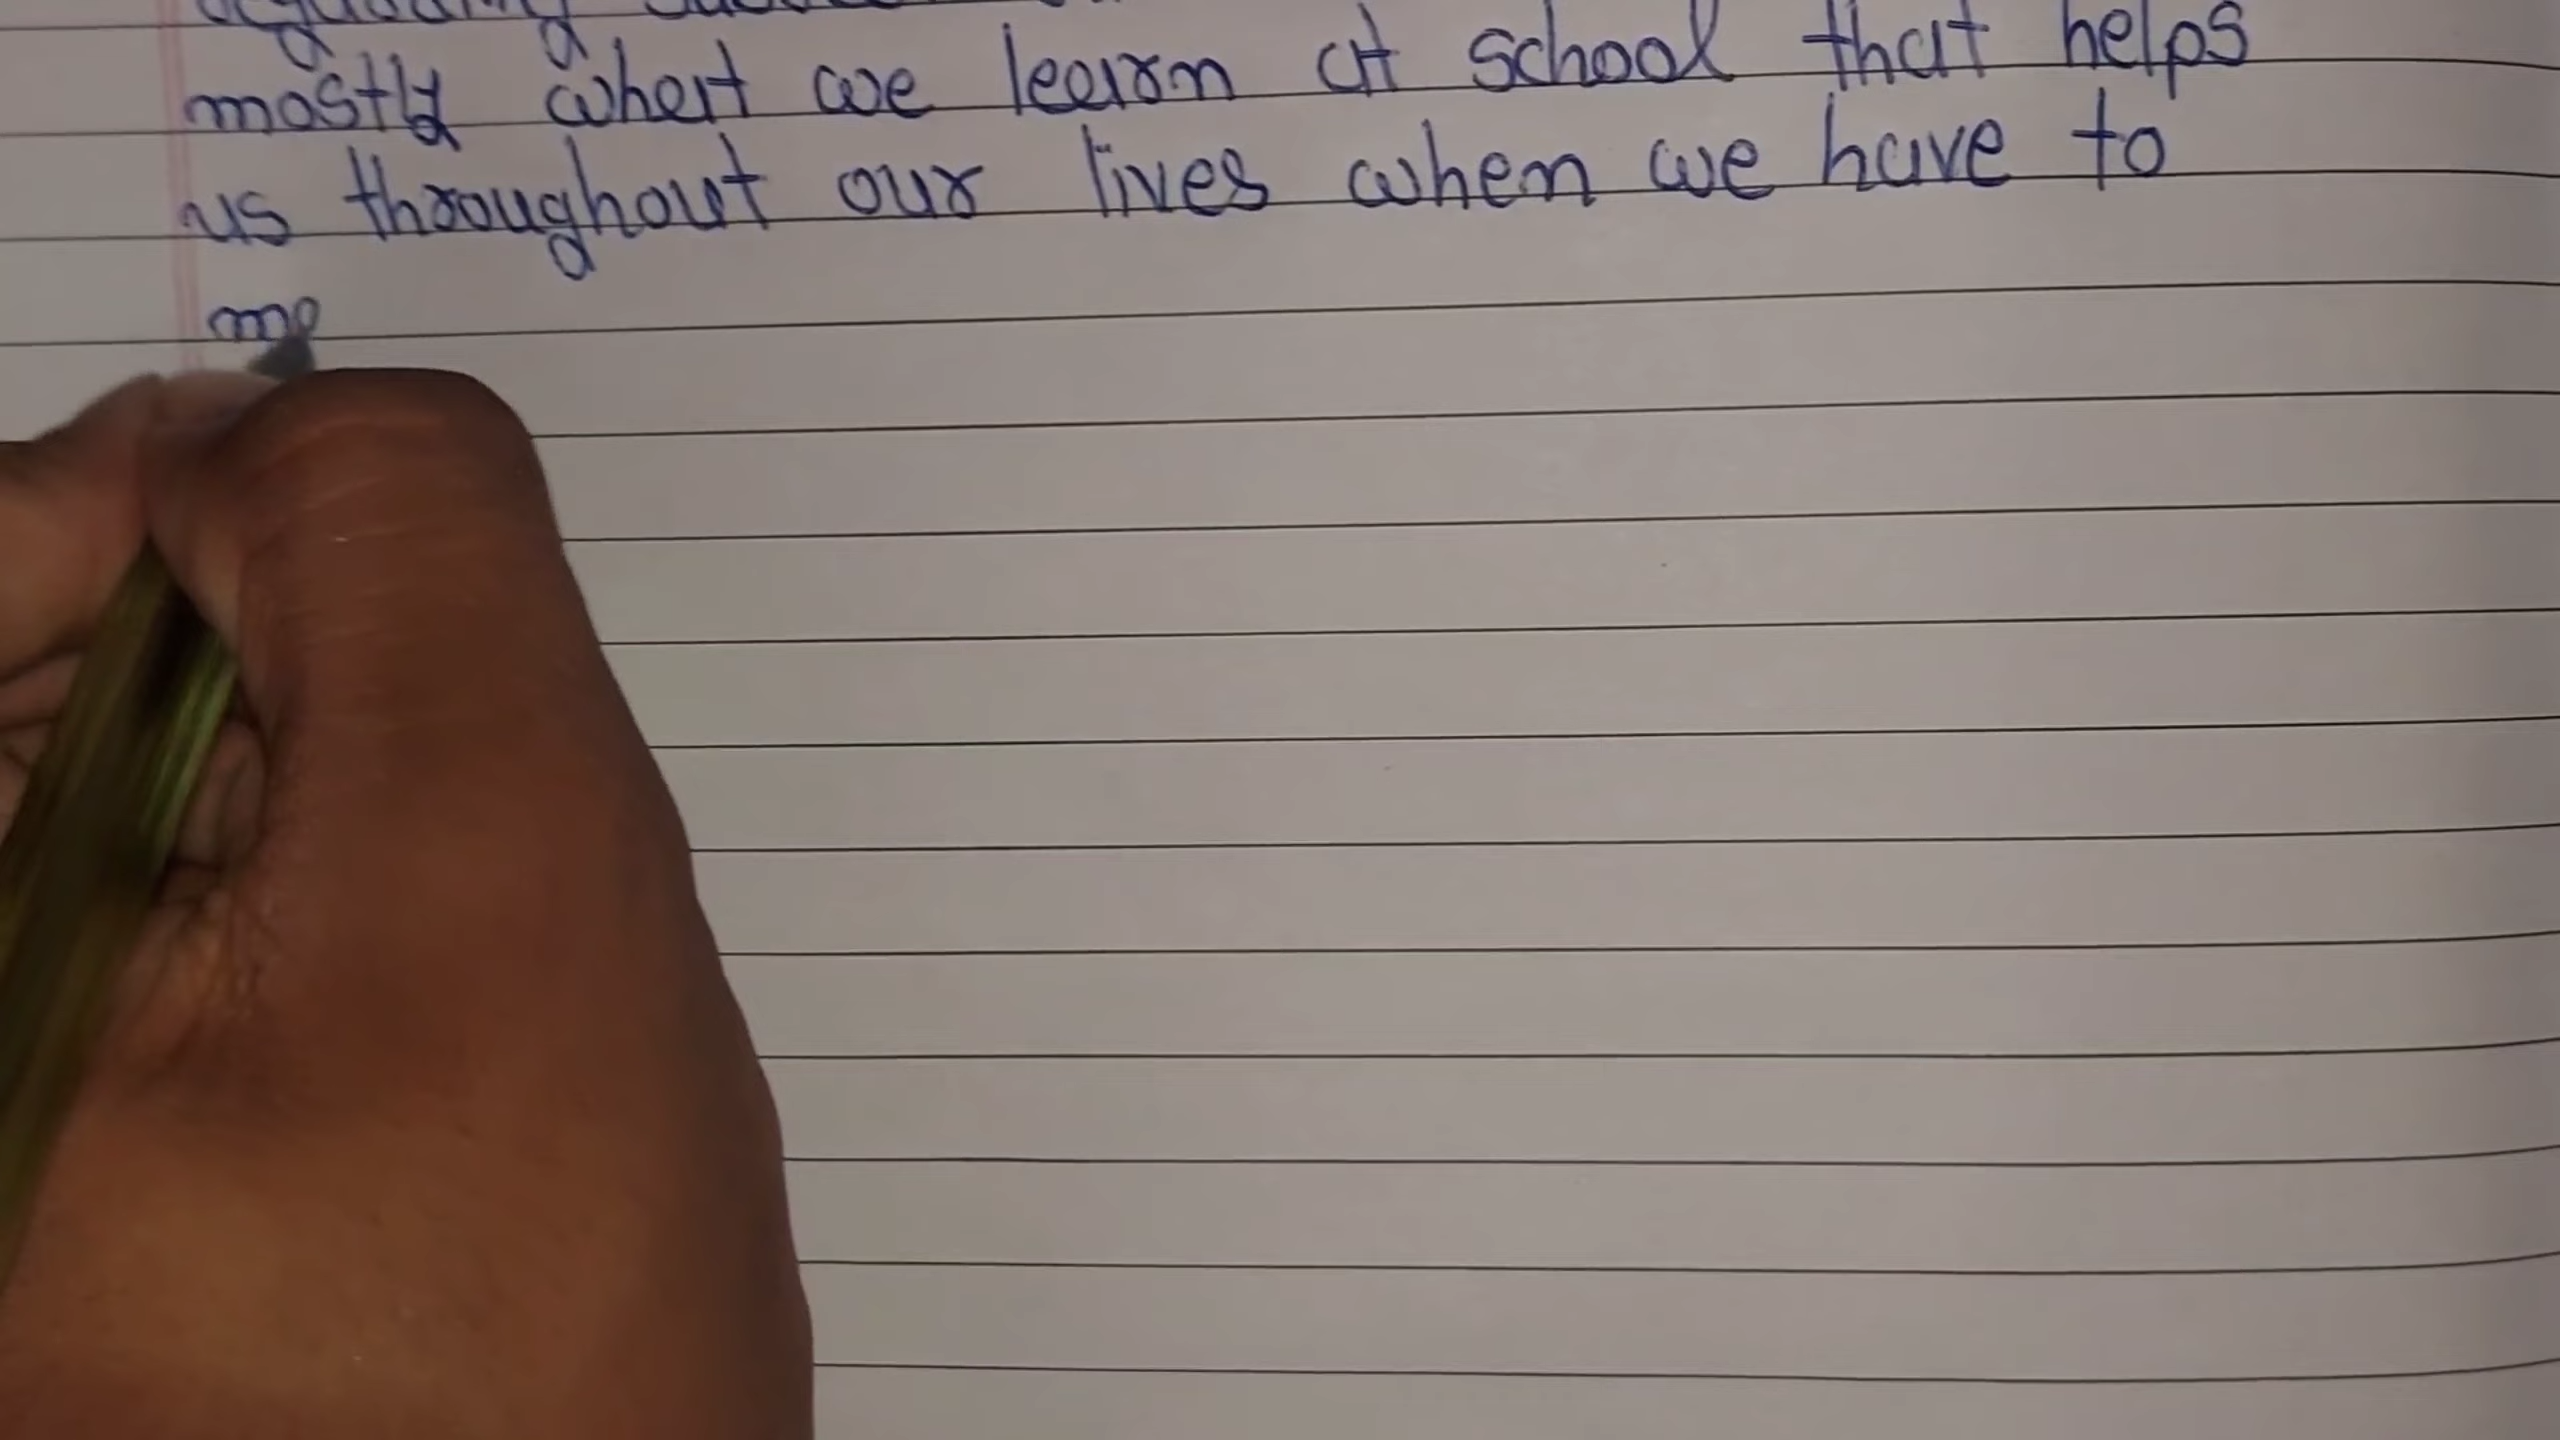 mostly what we learn at school that helps
us throughout our lives when we have to